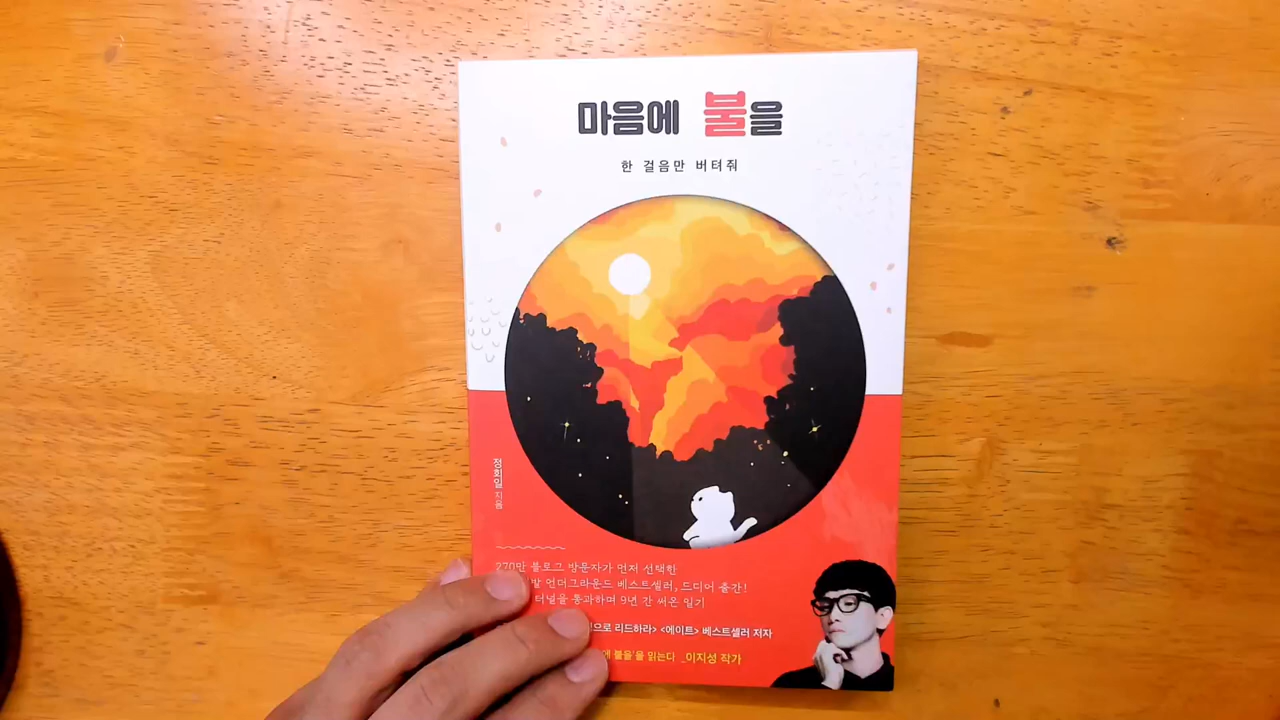 마음에 불을
한 걸음만 버텨줘
정회일 지음
270만 블로그 방문자가 먼저 선택한
언더그라운드 베스트셀러, 드디어 출간!
터널을 통과하며 9년 간 써온 일기
리드하라> <에이트> 베스트셀러 저자
불을'을 읽는다 _이지성 작가